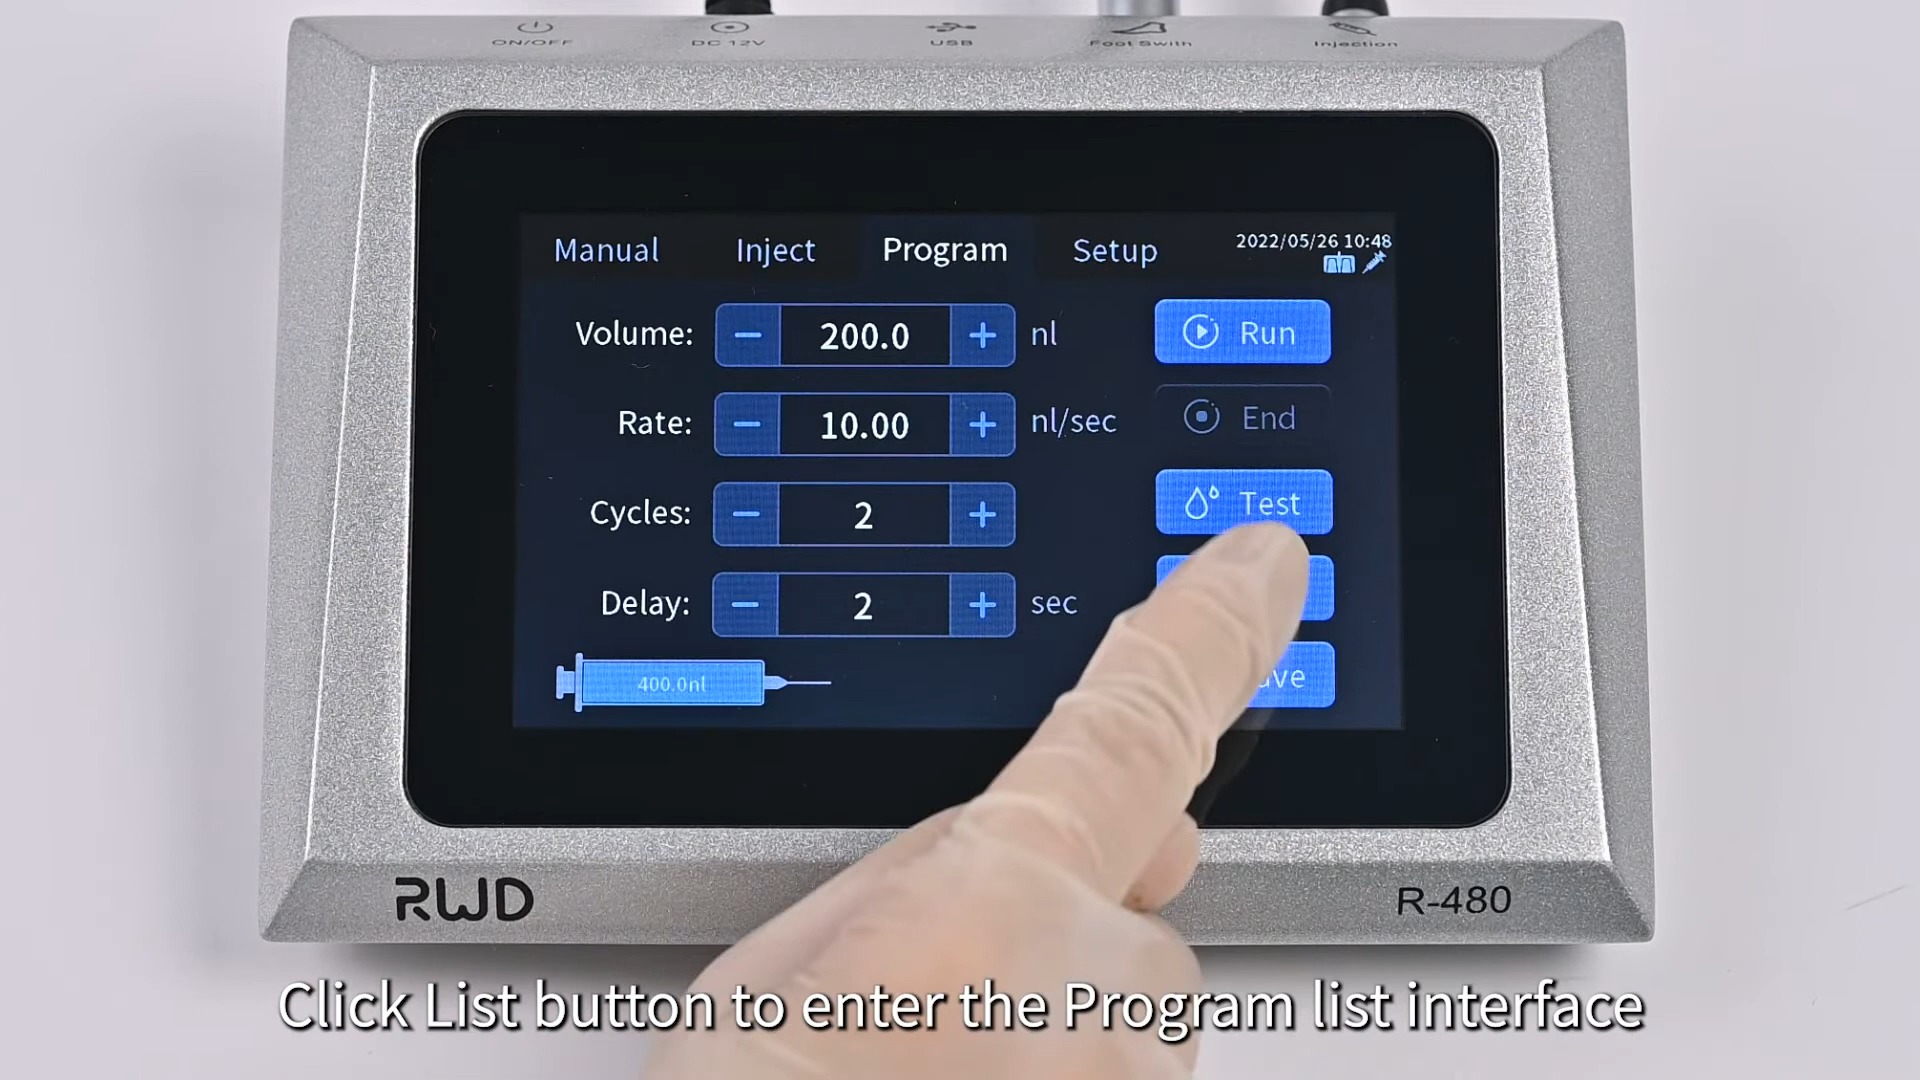 ON/OFF
DC 12V
USB
Foot Swith
Injection
Manual
Inject
Program
Setup
2022/05/26 10:48
Volume:
− 200.0 +
nl
Run
Rate:
− 10.00 +
nl/sec
End
Cycles:
− 2 +
Test
Delay:
− 2 +
sec
400.0nl
RWD
R-480
Click List button to enter the Program list interface